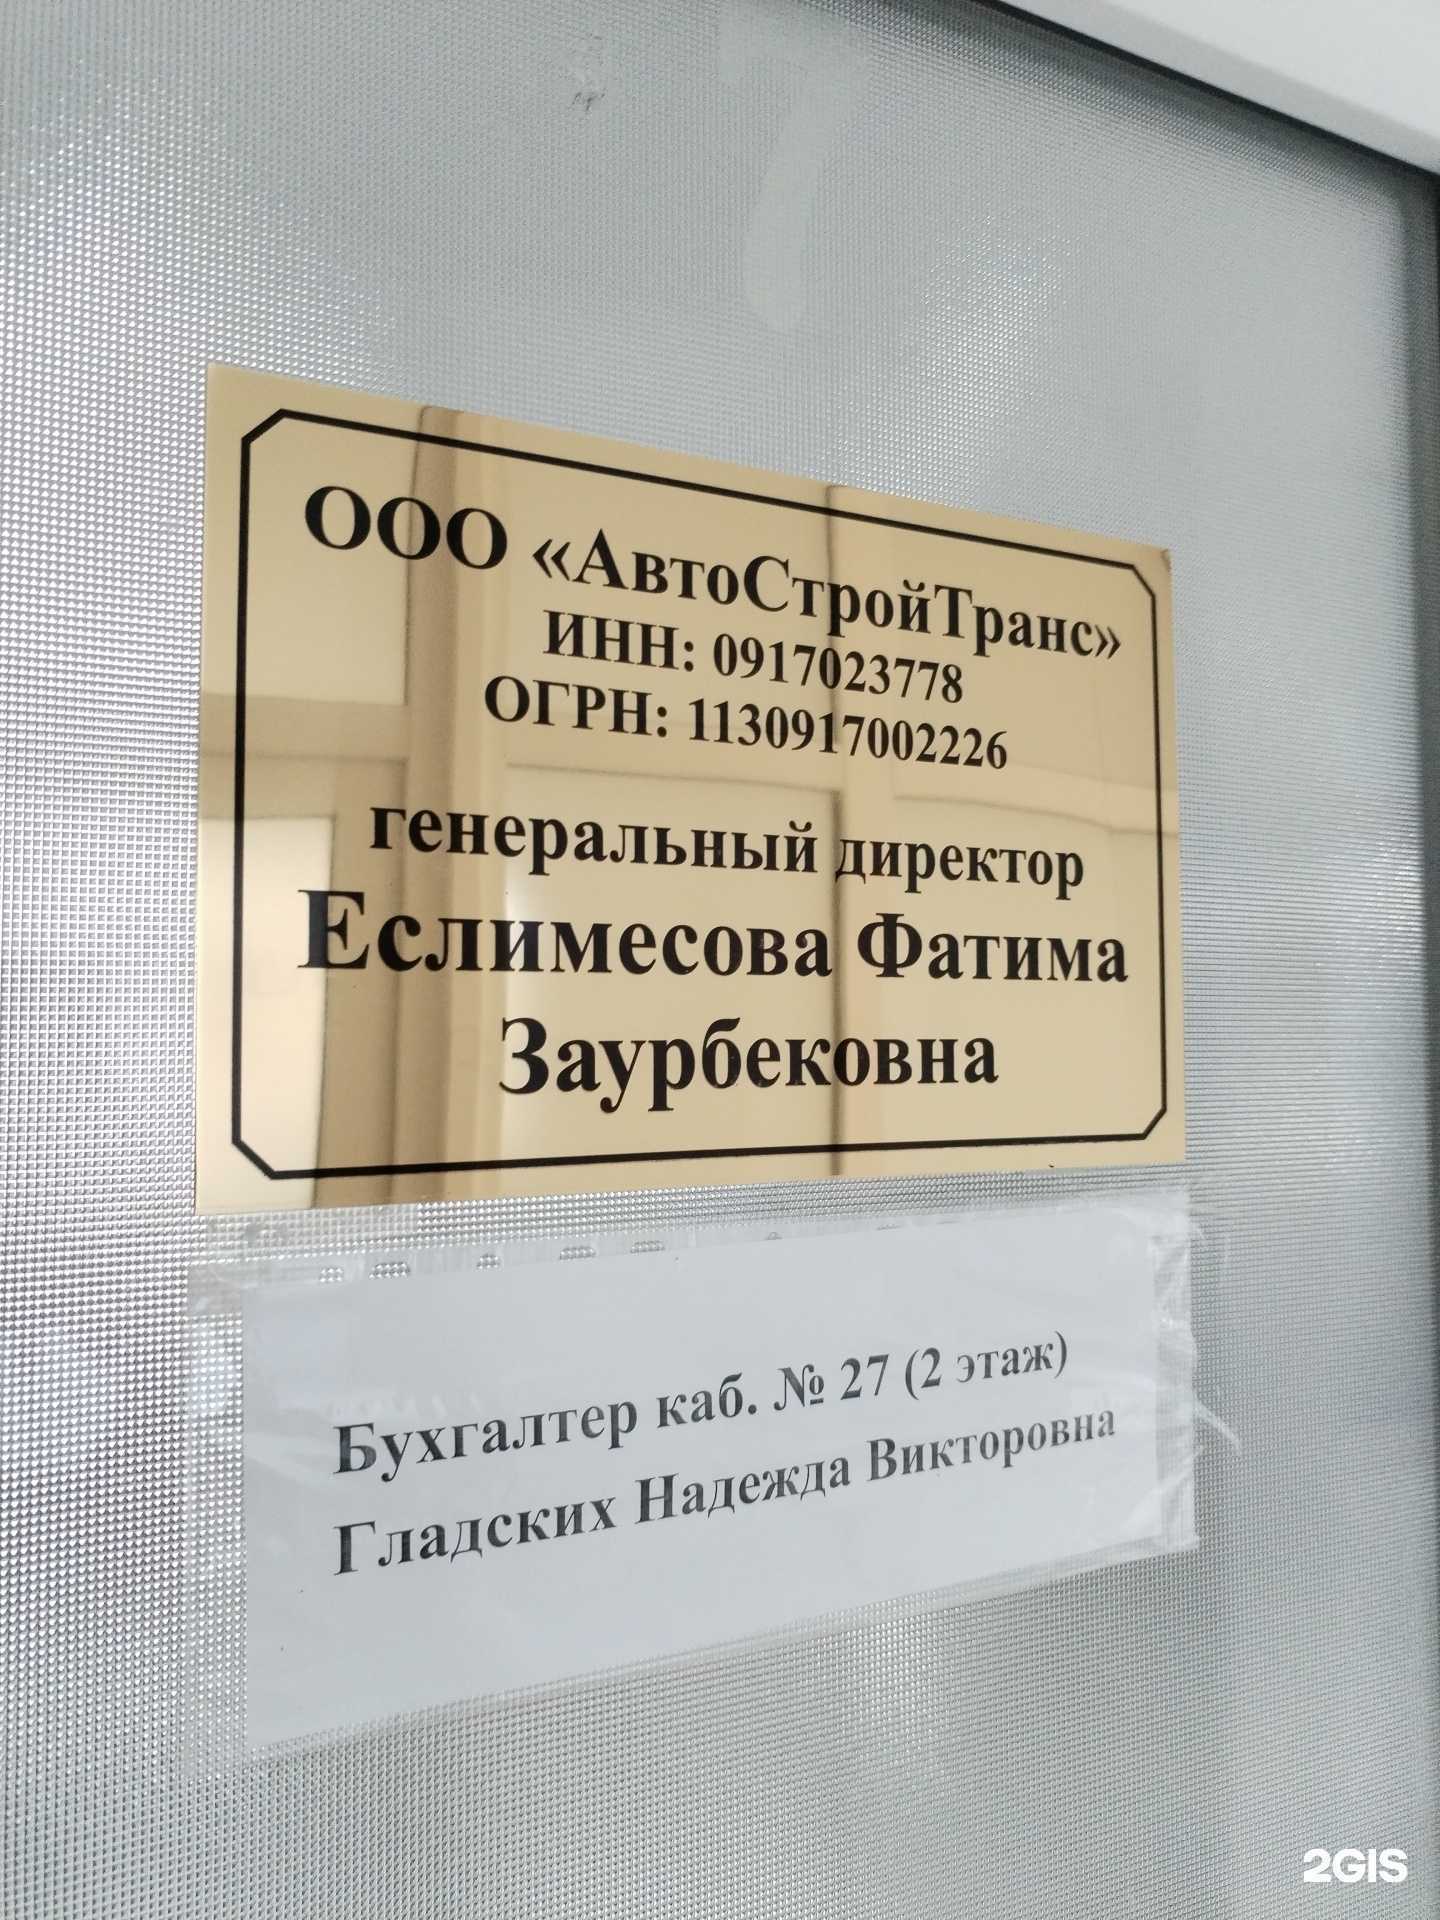 ООО «АвтоСтройТранс»
ИНН: 0917023778
ОГРН: 1130917002226
генеральный директор
Еслимесова Фатима
Заурбековна
Бухгалтер каб. № 27 (2 этаж)
Гладских Надежда Викторовна
2GIS